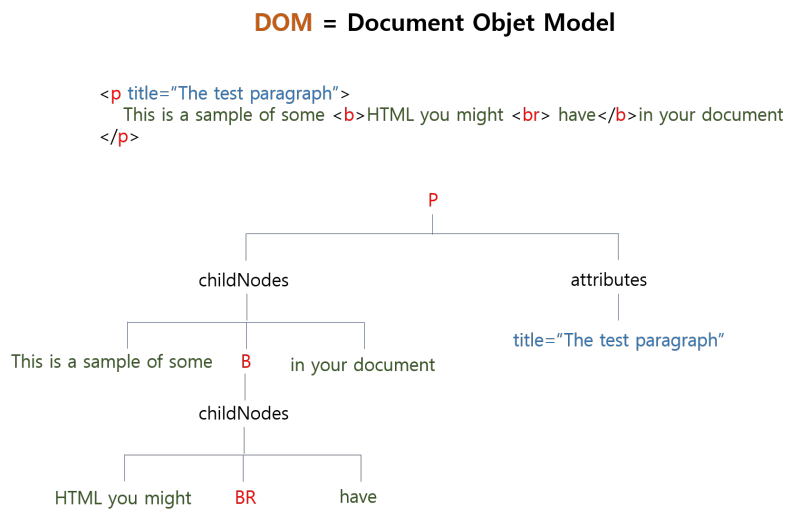 DOM = Document Objet Model
<p title=”The test paragraph”>
This is a sample of some <b>HTML you might <br> have</b>in your document
</p>
P
childNodes attributes
title=”The test paragraph”
This is a sample of some B in your document
childNodes
HTML you might BR have